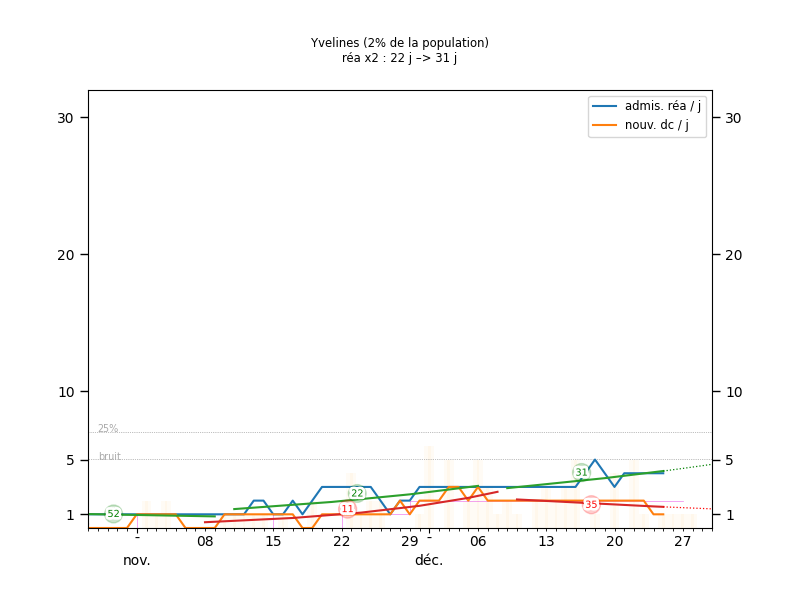 Yvelines (2% de la population)
réa x2 : 22 j –> 31 j
admis. réa / j
nouv. dc / j
30 30
20 20
10 10
25%
5 bruit 5
31
22
35
11
52
1 1
- 08 15 22 29 - 06 13 20 27
nov. déc.